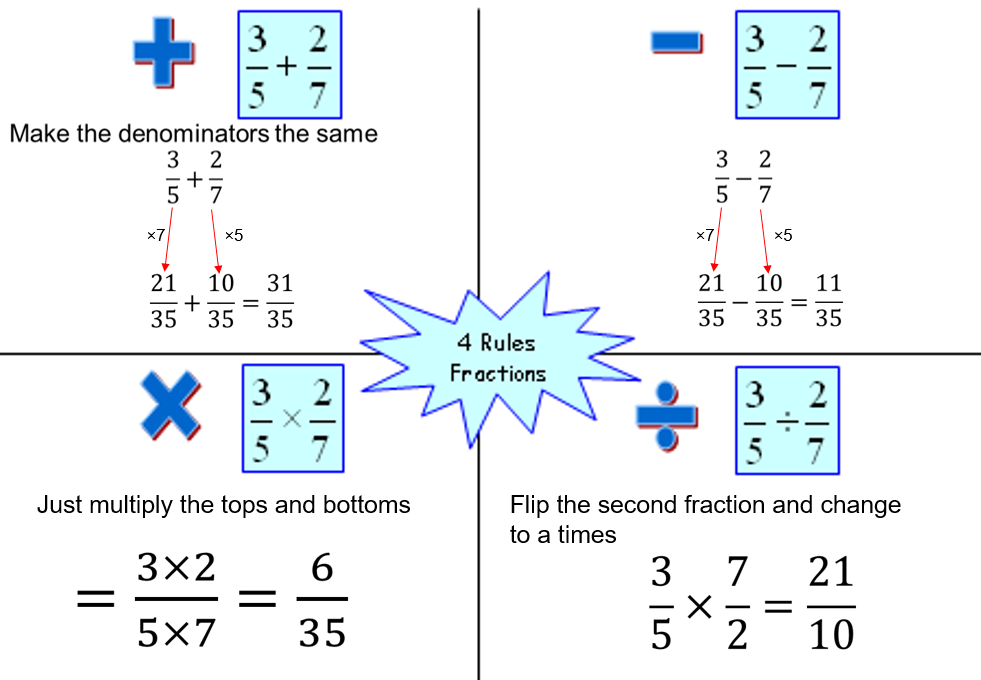 3/5 + 2/7
Make the denominators the same
3/5 + 2/7
×7 ×5
21/35 + 10/35 = 31/35
3/5 − 2/7
3/5 − 2/7
×7 ×5
21/35 − 10/35 = 11/35
4 Rules
Fractions
3/5 × 2/7
Just multiply the tops and bottoms
= 3×2/5×7 = 6/35
3/5 ÷ 2/7
Flip the second fraction and change
to a times
3/5 × 7/2 = 21/10